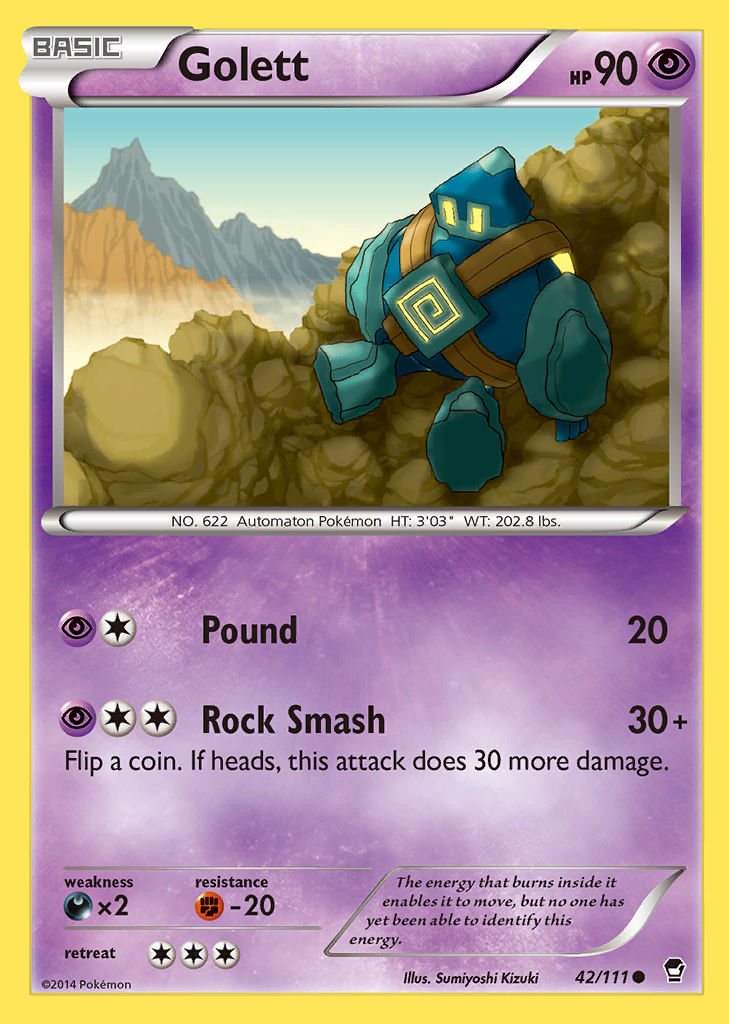 BASIC
Golett
HP 90
NO. 622 Automaton Pokémon HT: 3'03" WT: 202.8 lbs.
Pound 20
Rock Smash 30+
Flip a coin. If heads, this attack does 30 more damage.
weakness
×2
resistance
-20
retreat
The energy that burns inside it
enables it to move, but no one has
yet been able to identify this
energy.
©2014 Pokémon
Illus. Sumiyoshi Kizuki
42/111